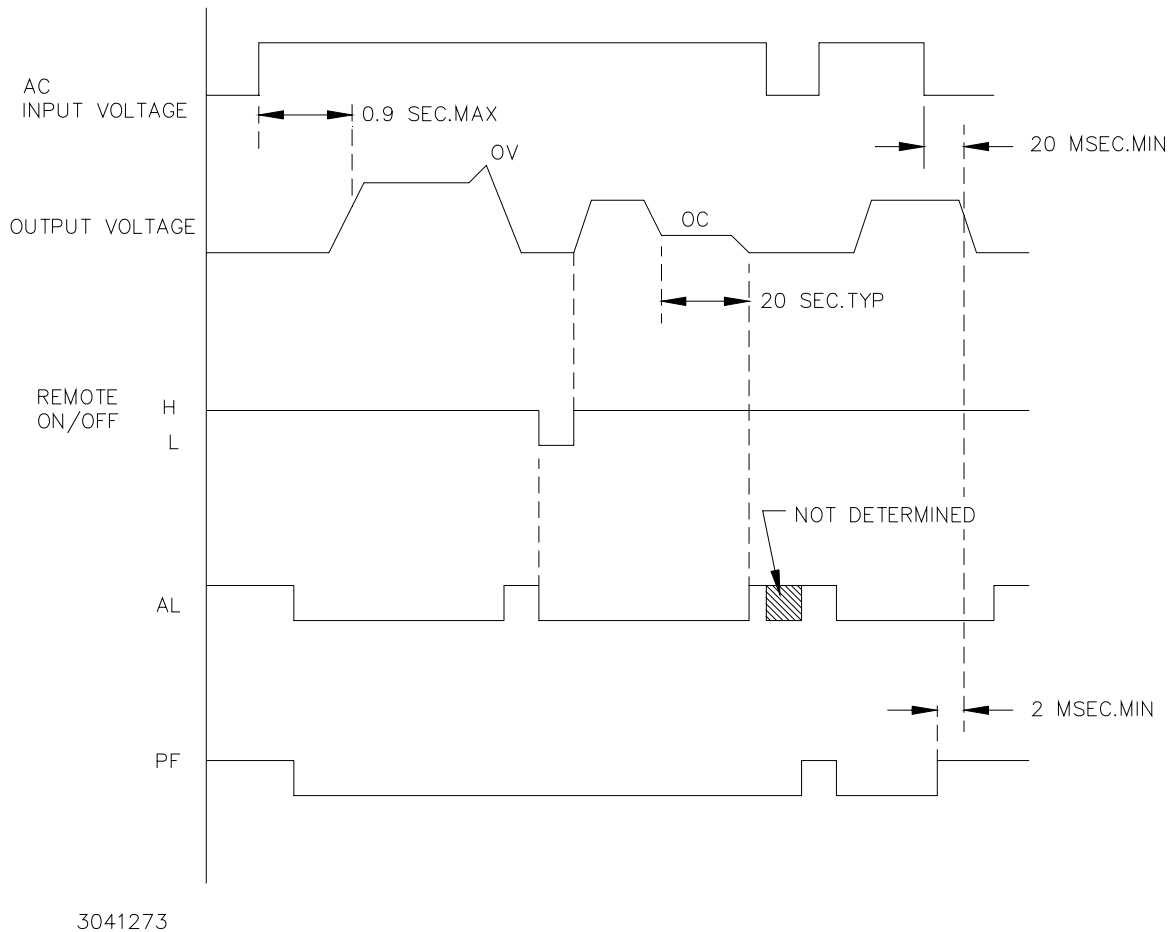 AC
INPUT VOLTAGE
0.9 SEC.MAX
20 MSEC.MIN
OV
OUTPUT VOLTAGE
OC
20 SEC.TYP
REMOTE
ON/OFF
H
L
NOT DETERMINED
AL
2 MSEC.MIN
PF
3041273